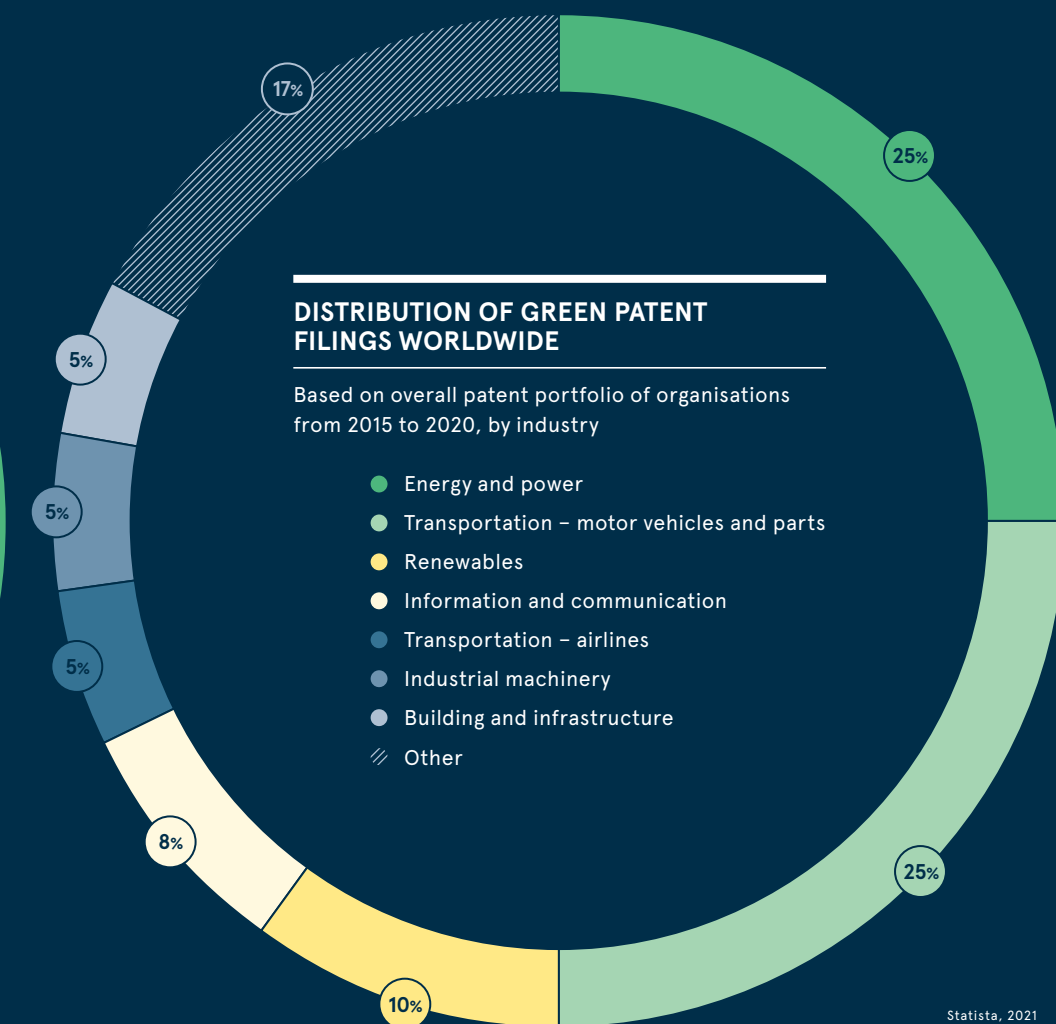 17%
25%
DISTRIBUTION OF GREEN PATENT
FILINGS WORLDWIDE
5%
Based on overall patent portfolio of organisations
from 2015 to 2020, by industry
Energy and power
5%
Transportation – motor vehicles and parts
Renewables
Information and communication
Transportation – airlines
5%
Industrial machinery
Building and infrastructure
Other
8%
25%
10%
Statista, 2021